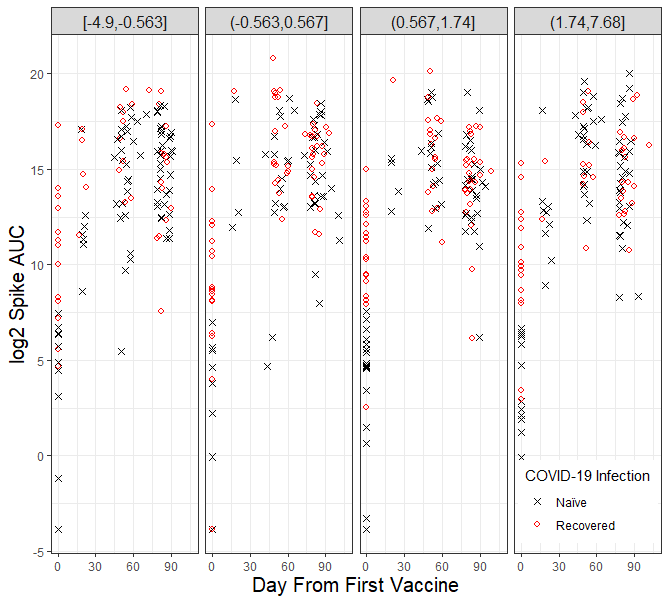 [-4.9,-0.563]
(-0.563,0.567]
(0.567,1.74]
(1.74,7.68]
log2 Spike AUC
20
15
10
5
0
-5
0 30 60 90
0 30 60 90
0 30 60 90
0 30 60 90
Day From First Vaccine
COVID-19 Infection
Naïve
Recovered